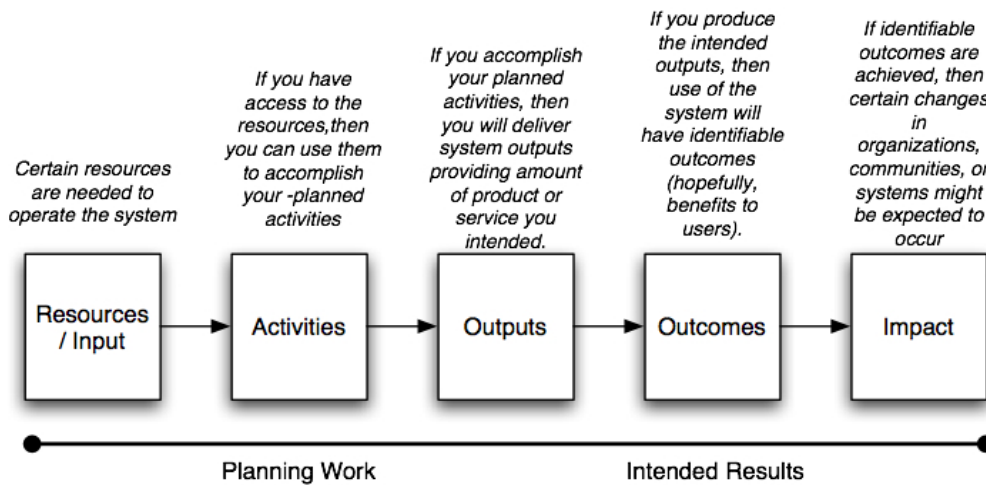 Certain resources
are needed to
operate the system
If you have
access to the
resources,then
you can use them
to accomplish
your -planned
activities
If you accomplish
your planned
activities, then
you will deliver
system outputs
providing amount
of product or
service you
intended.
If you produce
the intended
outputs, then
use of the
system will
have identifiable
outcomes
(hopefully,
benefits to
users).
If identifiable
outcomes are
achieved, then
certain changes
in
organizations,
communities, or
systems might
be expected to
occur
Resources
/ Input
Activities
Outputs
Outcomes
Impact
Planning Work
Intended Results